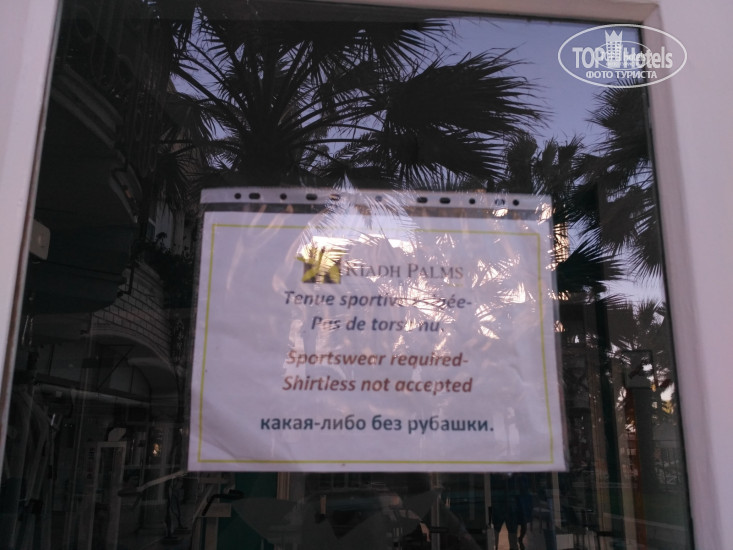 TOP Hotels
ФОТО ТУРИСТА
RIADH PALMS
Tenue sportive
Pas de torse nu.
Sportswear required-
Shirtless not accepted
какая-либо без рубашки.